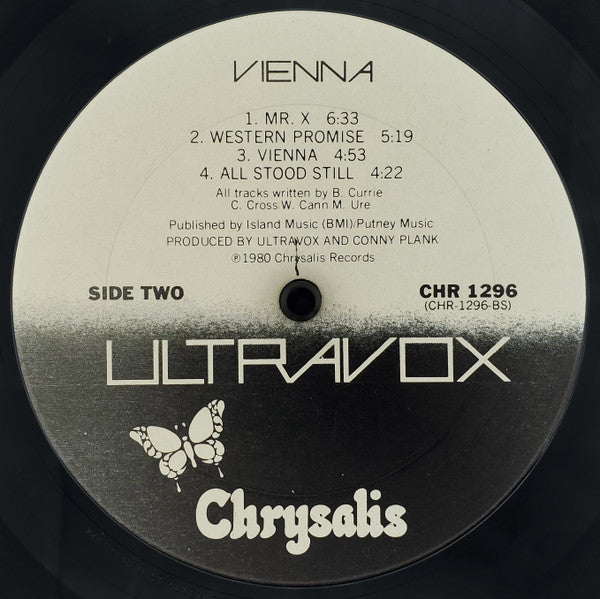 VIENNA
1. MR. X 6:33
2. WESTERN PROMISE 5:19
3. VIENNA 4:53
4. ALL STOOD STILL 4:22
All tracks written by B. Currie
C. Cross W. Cann M. Ure
Published by Island Music (BMI)/Putney Music
PRODUCED BY ULTRAVOX AND CONNY PLANK
℗ 1980 Chrysalis Records
SIDE TWO
CHR 1296
(CHR-1296-BS)
ULTRAVOX
Chrysalis